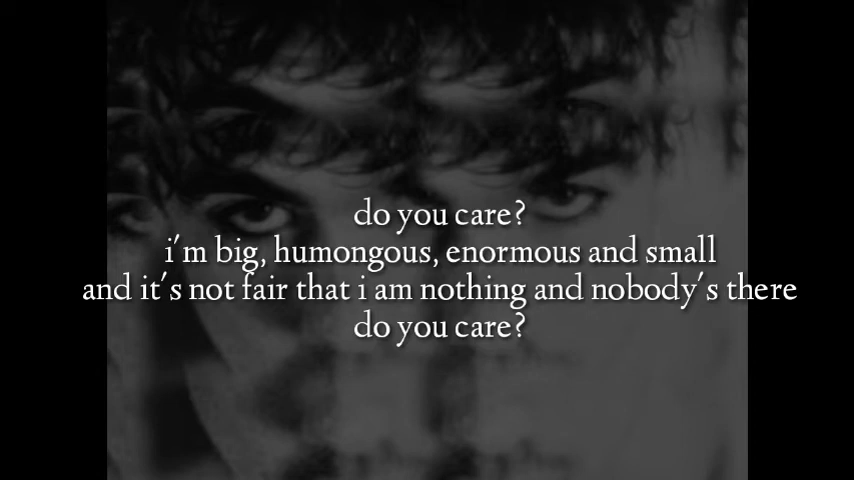 do you care?
i'm big, humongous, enormous and small
and it's not fair that i am nothing and nobody's there
do you care?